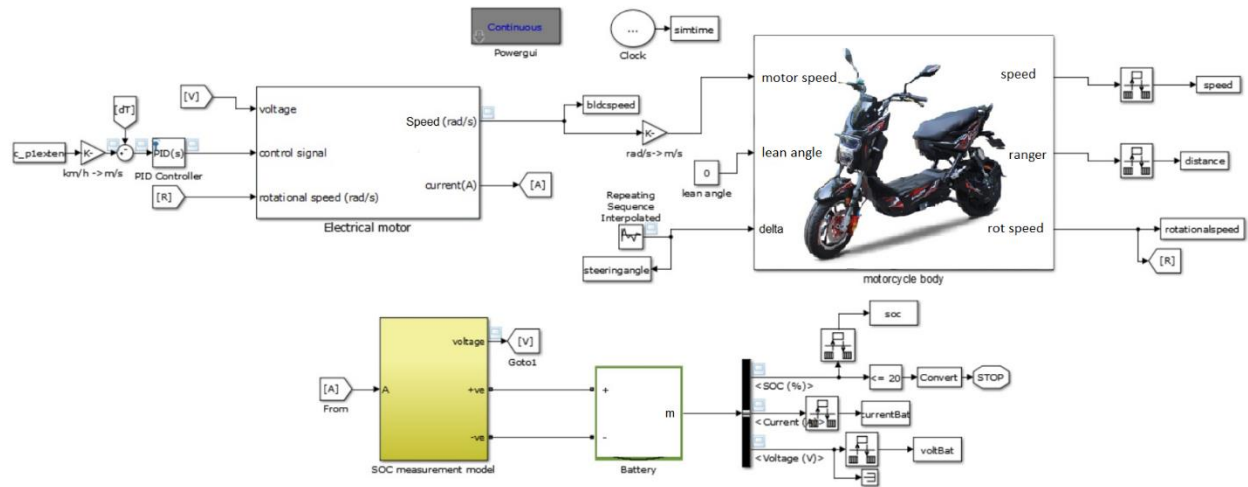 Continuous
Powergui
...
Clock
simtime
[dT]
[V]
voltage
Speed (rad/s)
bldcspeed
motor speed
speed
speed
c_p1exten
K-
km/h ->m/s
PID(s)
PID Controller
control signal
K-
rad/s-> m/s
lean angle
0
lean angle
ranger
distance
[R]
rotational speed (rad/s)
current(A)
[A]
Electrical motor
Repeating
Sequence
Interpolated
steeringangle
delta
rot speed
rotationalspeed
[R]
motorcycle body
voltage
[V]
Goto1
[A]
From
A
+ve
-ve
SOC measurement model
+
-
m
Battery
soc
<SOC (%)>
<= 20
Convert
STOP
<Current (A)>
currentBat
<Voltage (V)>
voltBat